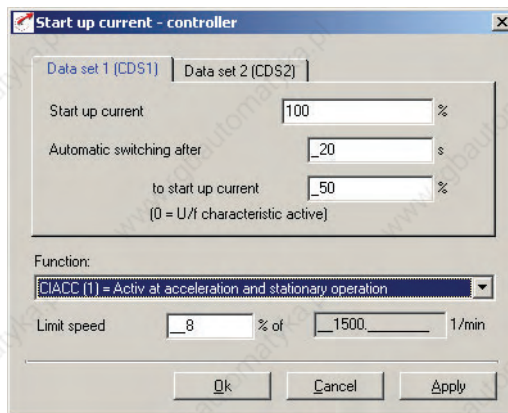 Start up current - controller
Data set 1 (CDS1) Data set 2 (CDS2)
Start up current 100 %
Automatic switching after _20 s
to start up current _50 %
(0 = U/f characteristic active)
Function:
CIACC (1) = Activ at acceleration and stationary operation
Limit speed __8 % of __1500.______ 1/min
Ok Cancel Apply